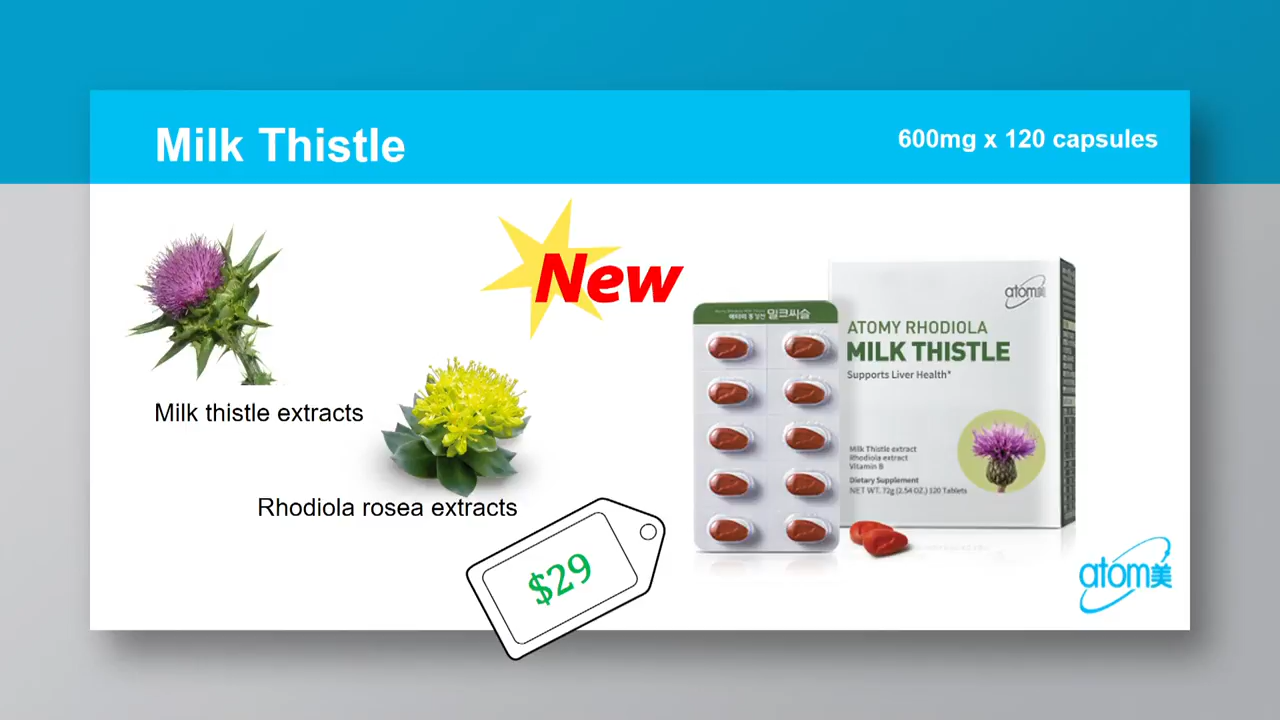 Milk Thistle
600mg x 120 capsules
New
Milk thistle extracts
Rhodiola rosea extracts
$29
밀크씨슬
atom美
ATOMY RHODIOLA
MILK THISTLE
Supports Liver Health*
Milk Thistle extract
Rhodiola extract
Vitamin B
Dietary Supplement
NET WT. 72g (2.54 OZ.) 120 Tablets
atom美